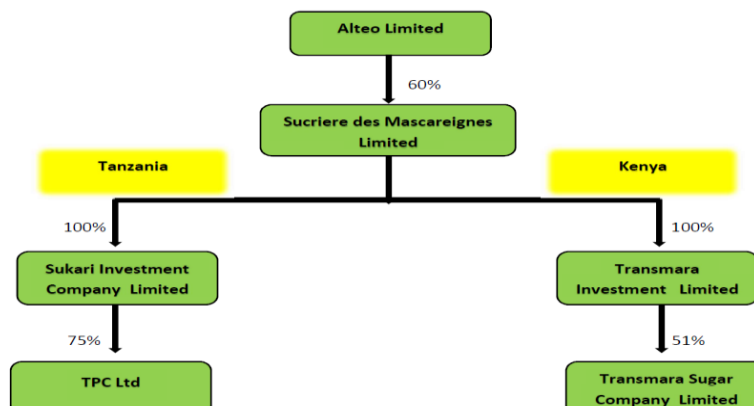 Alteo Limited
60%
Sucriere des Mascareignes
Limited
Tanzania
Kenya
100%
100%
Sukari Investment
Company Limited
Transmara
Investment Limited
75%
51%
TPC Ltd
Transmara Sugar
Company Limited